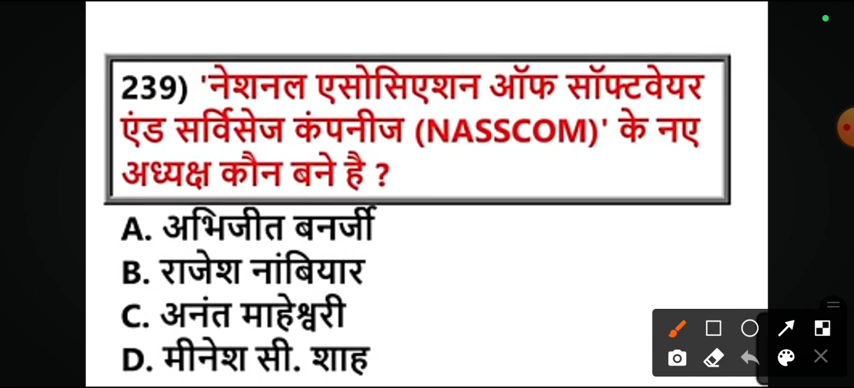 239) 'नेशनल एसोसिएशन ऑफ सॉफ्टवेयर
एंड सर्विसेज कंपनीज (NASSCOM)' के नए
अध्यक्ष कौन बने है ?
A. अभिजीत बनर्जी
B. राजेश नांबियार
C. अनंत माहेश्वरी
D. मीनेश सी. शाह